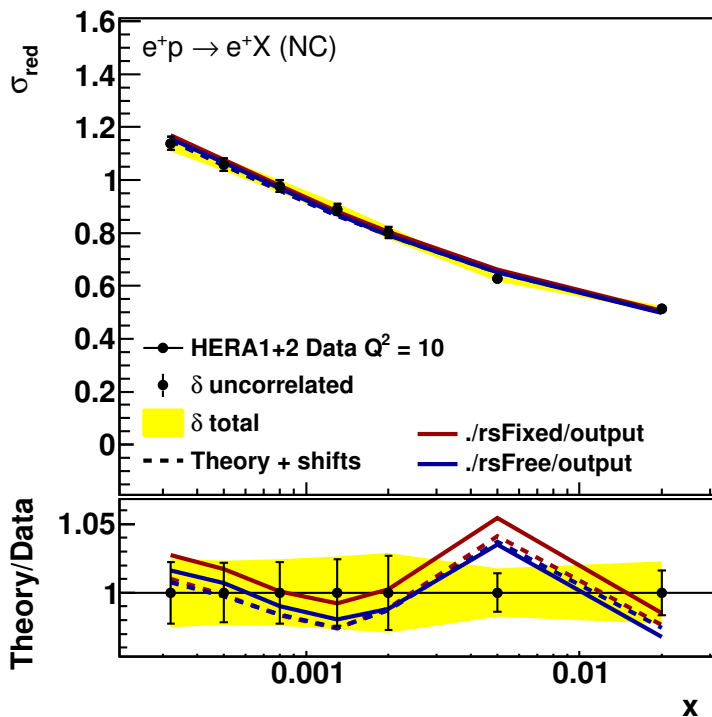 σred
1.6
e⁺p → e⁺X (NC)
1.4
1.2
1
0.8
0.6
0.4
0.2
0
HERA1+2 Data Q² = 10
δ uncorrelated
δ total
Theory + shifts
./rsFixed/output
./rsFree/output
Theory/Data
1.05
1
0.001
0.01
x